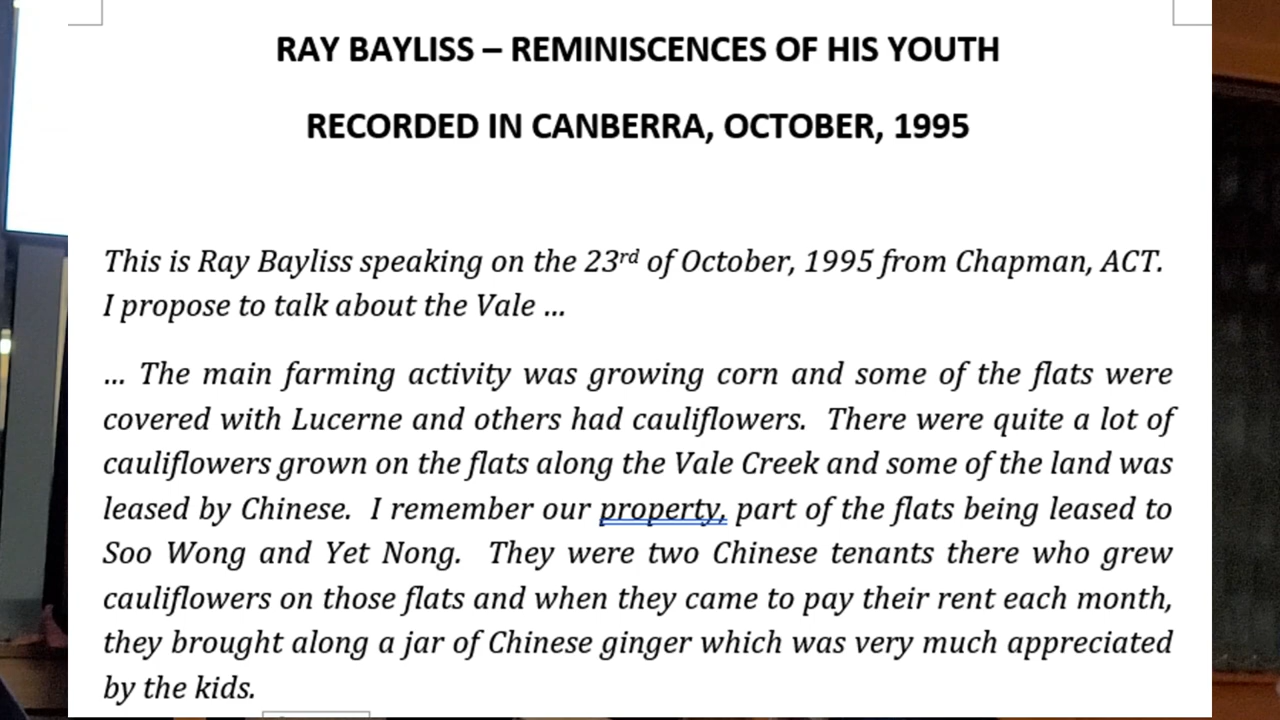 RAY BAYLISS – REMINISCENCES OF HIS YOUTH
RECORDED IN CANBERRA, OCTOBER, 1995
This is Ray Bayliss speaking on the 23rd of October, 1995 from Chapman, ACT.
I propose to talk about the Vale ...
... The main farming activity was growing corn and some of the flats were
covered with Lucerne and others had cauliflowers. There were quite a lot of
cauliflowers grown on the flats along the Vale Creek and some of the land was
leased by Chinese. I remember our property, part of the flats being leased to
Soo Wong and Yet Nong. They were two Chinese tenants there who grew
cauliflowers on those flats and when they came to pay their rent each month,
they brought along a jar of Chinese ginger which was very much appreciated
by the kids.